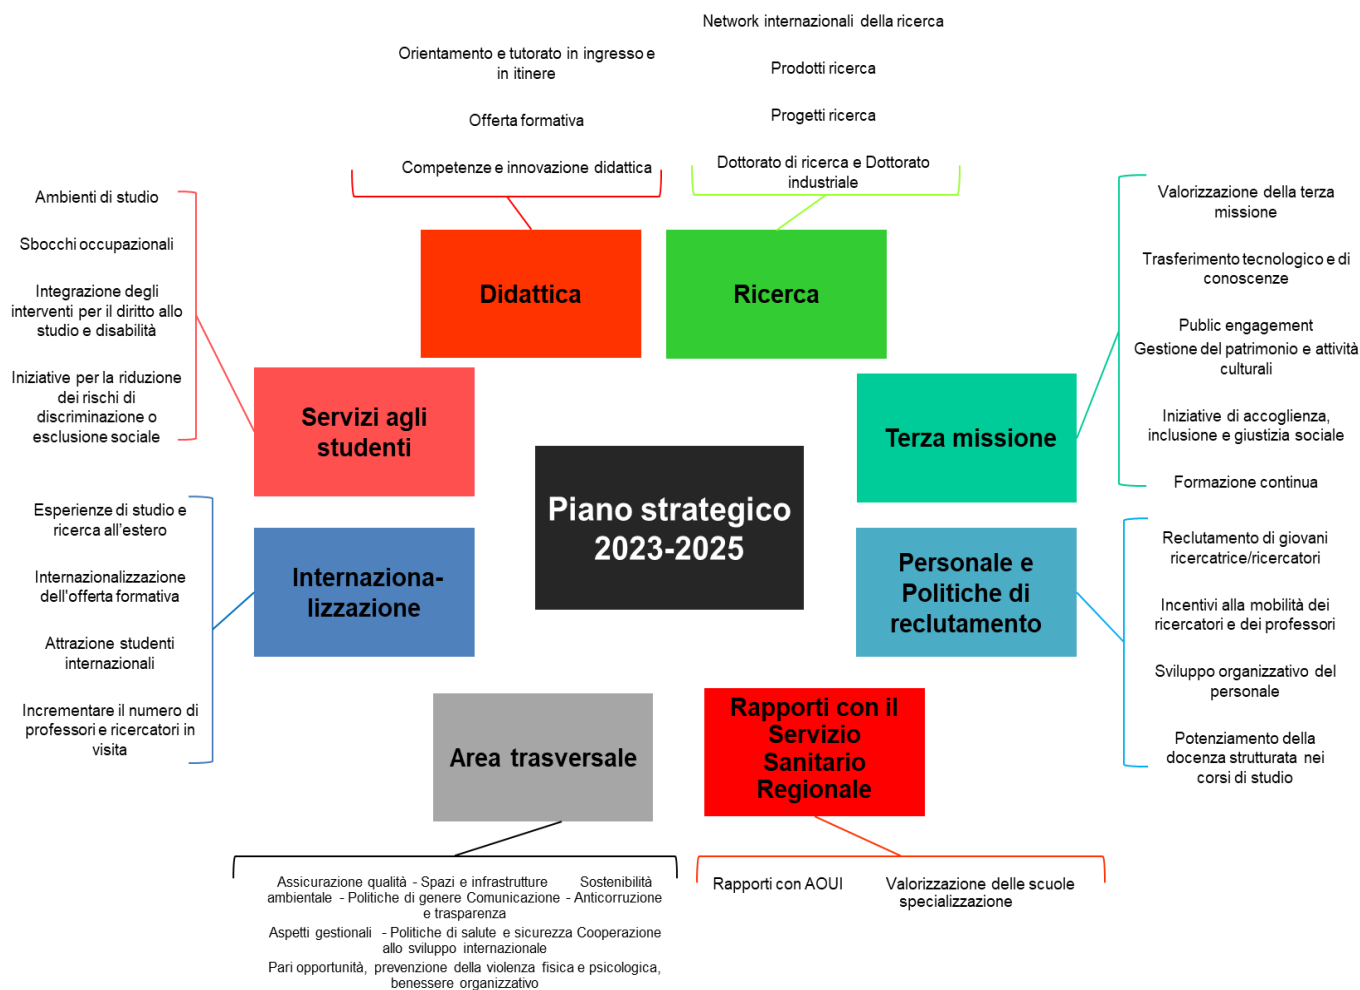 Network internazionali della ricerca
Orientamento e tutorato in ingresso e
in itinere
Prodotti ricerca
Offerta formativa
Progetti ricerca
Competenze e innovazione didattica
Dottorato di ricerca e Dottorato
industriale
Didattica
Ricerca
Ambienti di studio
Sbocchi occupazionali
Integrazione degli
interventi per il diritto allo
studio e disabilità
Iniziative per la riduzione
dei rischi di
discriminazione o
esclusione sociale
Servizi agli
studenti
Valorizzazione della terza
missione
Trasferimento tecnologico e di
conoscenze
Public engagement
Gestione del patrimonio e attività
culturali
Iniziative di accoglienza,
inclusione e giustizia sociale
Formazione continua
Terza missione
Piano strategico
2023-2025
Esperienze di studio e
ricerca all'estero
Internazionalizzazione
dell'offerta formativa
Attrazione studenti
internazionali
Incrementare il numero di
professori e ricercatori in
visita
Internaziona-
lizzazione
Personale e
Politiche di
reclutamento
Reclutamento di giovani
ricercatrice/ricercatori
Incentivi alla mobilità dei
ricercatori e dei professori
Sviluppo organizzativo del
personale
Potenziamento della
docenza strutturata nei
corsi di studio
Area trasversale
Rapporti con il
Servizio
Sanitario
Regionale
Assicurazione qualità - Spazi e infrastrutture Sostenibilità
ambientale - Politiche di genere Comunicazione - Anticorruzione
e trasparenza
Aspetti gestionali - Politiche di salute e sicurezza Cooperazione
allo sviluppo internazionale
Pari opportunità, prevenzione della violenza fisica e psicologica,
benessere organizzativo
Rapporti con AOUI
Valorizzazione delle scuole
specializzazione